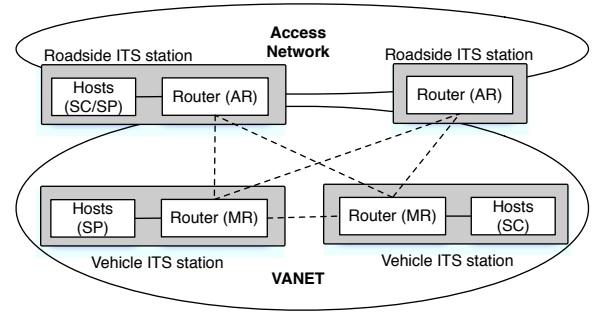 Access
Network
Roadside ITS station
Roadside ITS station
Hosts
(SC/SP)
Router (AR)
Router (AR)
Hosts
(SP)
Router (MR)
Router (MR)
Hosts
(SC)
Vehicle ITS station
Vehicle ITS station
VANET